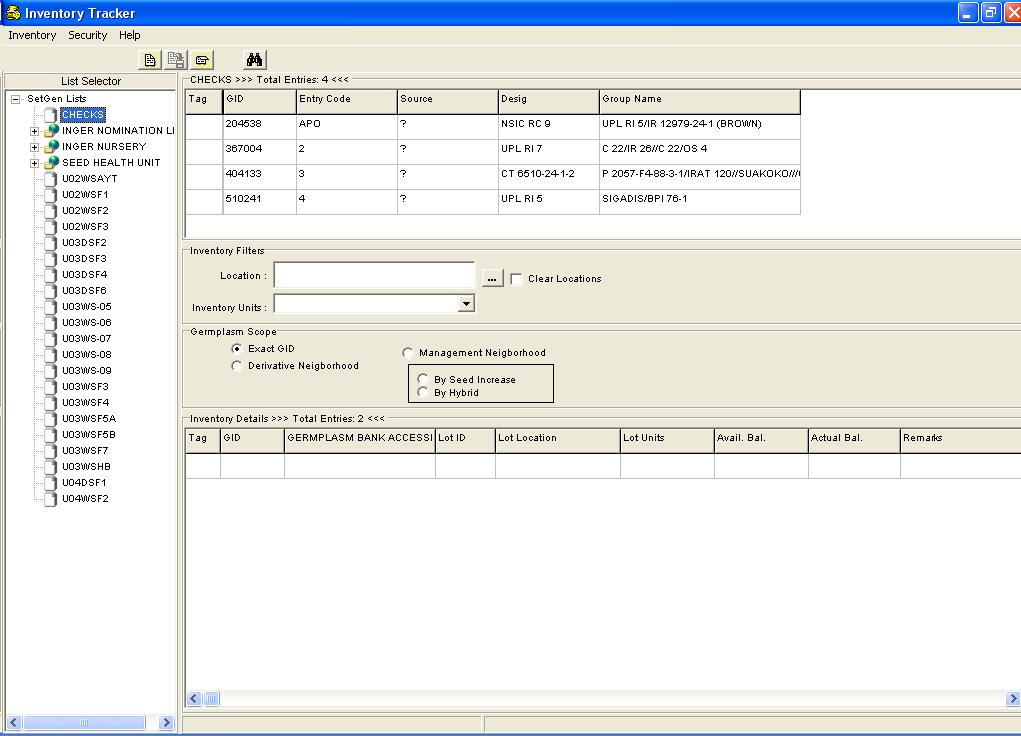 Inventory Tracker
Inventory Security Help
List Selector
SetGen Lists
CHECKS
INGER NOMINATION LI
INGER NURSERY
SEED HEALTH UNIT
U02WSAYT
U02WSF1
U02WSF2
U02WSF3
U03DSF2
U03DSF3
U03DSF4
U03DSF6
U03WS-05
U03WS-06
U03WS-07
U03WS-08
U03WS-09
U03WSF3
U03WSF4
U03WSF5A
U03WSF5B
U03WSF7
U03WSHB
U04DSF1
U04WSF2
CHECKS >>> Total Entries: 4 <<<
Tag GID Entry Code Source Desig Group Name
204538 APO ? NSIC RC 9 UPL RI 5/IR 12979-24-1 (BROWN)
367004 2 ? UPL RI 7 C 22/IR 26//C 22/OS 4
404133 3 ? CT 6510-24-1-2 P 2057-F4-88-3-1/IRAT 120//SUAKOKO///
510241 4 ? UPL RI 5 SIGADIS/BPI 76-1
Inventory Filters
Location : ... Clear Locations
Inventory Units :
Germplasm Scope
Exact GID Management Neigborhood
Derivative Neigborhood
By Seed Increase
By Hybrid
Inventory Details >>> Total Entries: 2 <<<
Tag GID GERMPLASM BANK ACCESSI Lot ID Lot Location Lot Units Avail. Bal. Actual Bal. Remarks